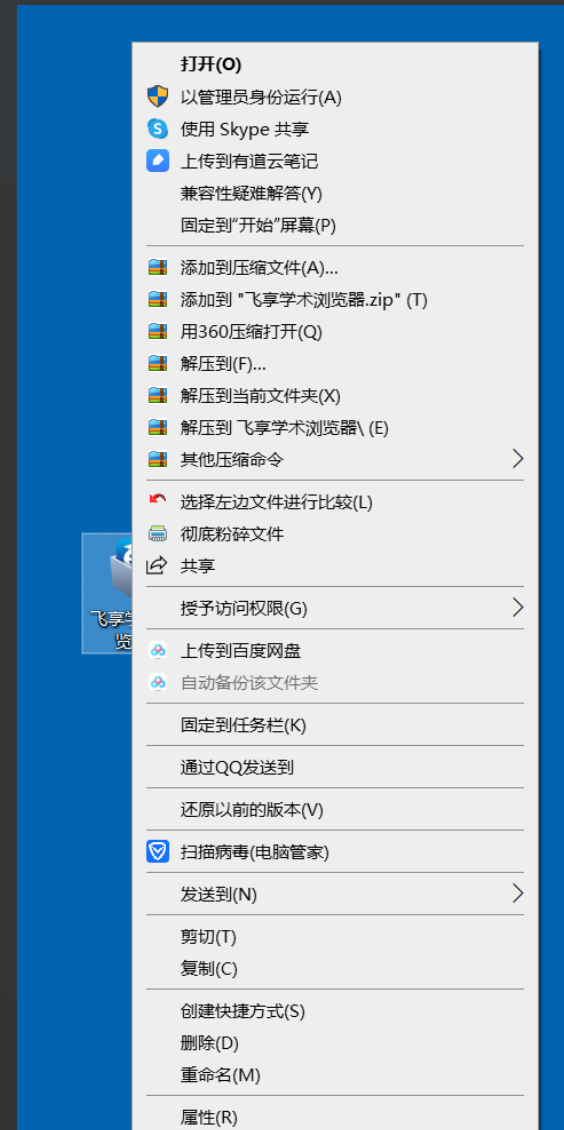 打开(O)
以管理员身份运行(A)
使用 Skype 共享
上传到有道云笔记
兼容性疑难解答(Y)
固定到“开始”屏幕(P)
添加到压缩文件(A)...
添加到 "飞享学术浏览器.zip" (T)
用360压缩打开(Q)
解压到(F)...
解压到当前文件夹(X)
解压到 飞享学术浏览器\ (E)
其他压缩命令
选择左边文件进行比较(L)
彻底粉碎文件
共享
授予访问权限(G)
飞享学
览
上传到百度网盘
自动备份该文件夹
固定到任务栏(K)
通过QQ发送到
还原以前的版本(V)
扫描病毒(电脑管家)
发送到(N)
剪切(T)
复制(C)
创建快捷方式(S)
删除(D)
重命名(M)
属性(R)